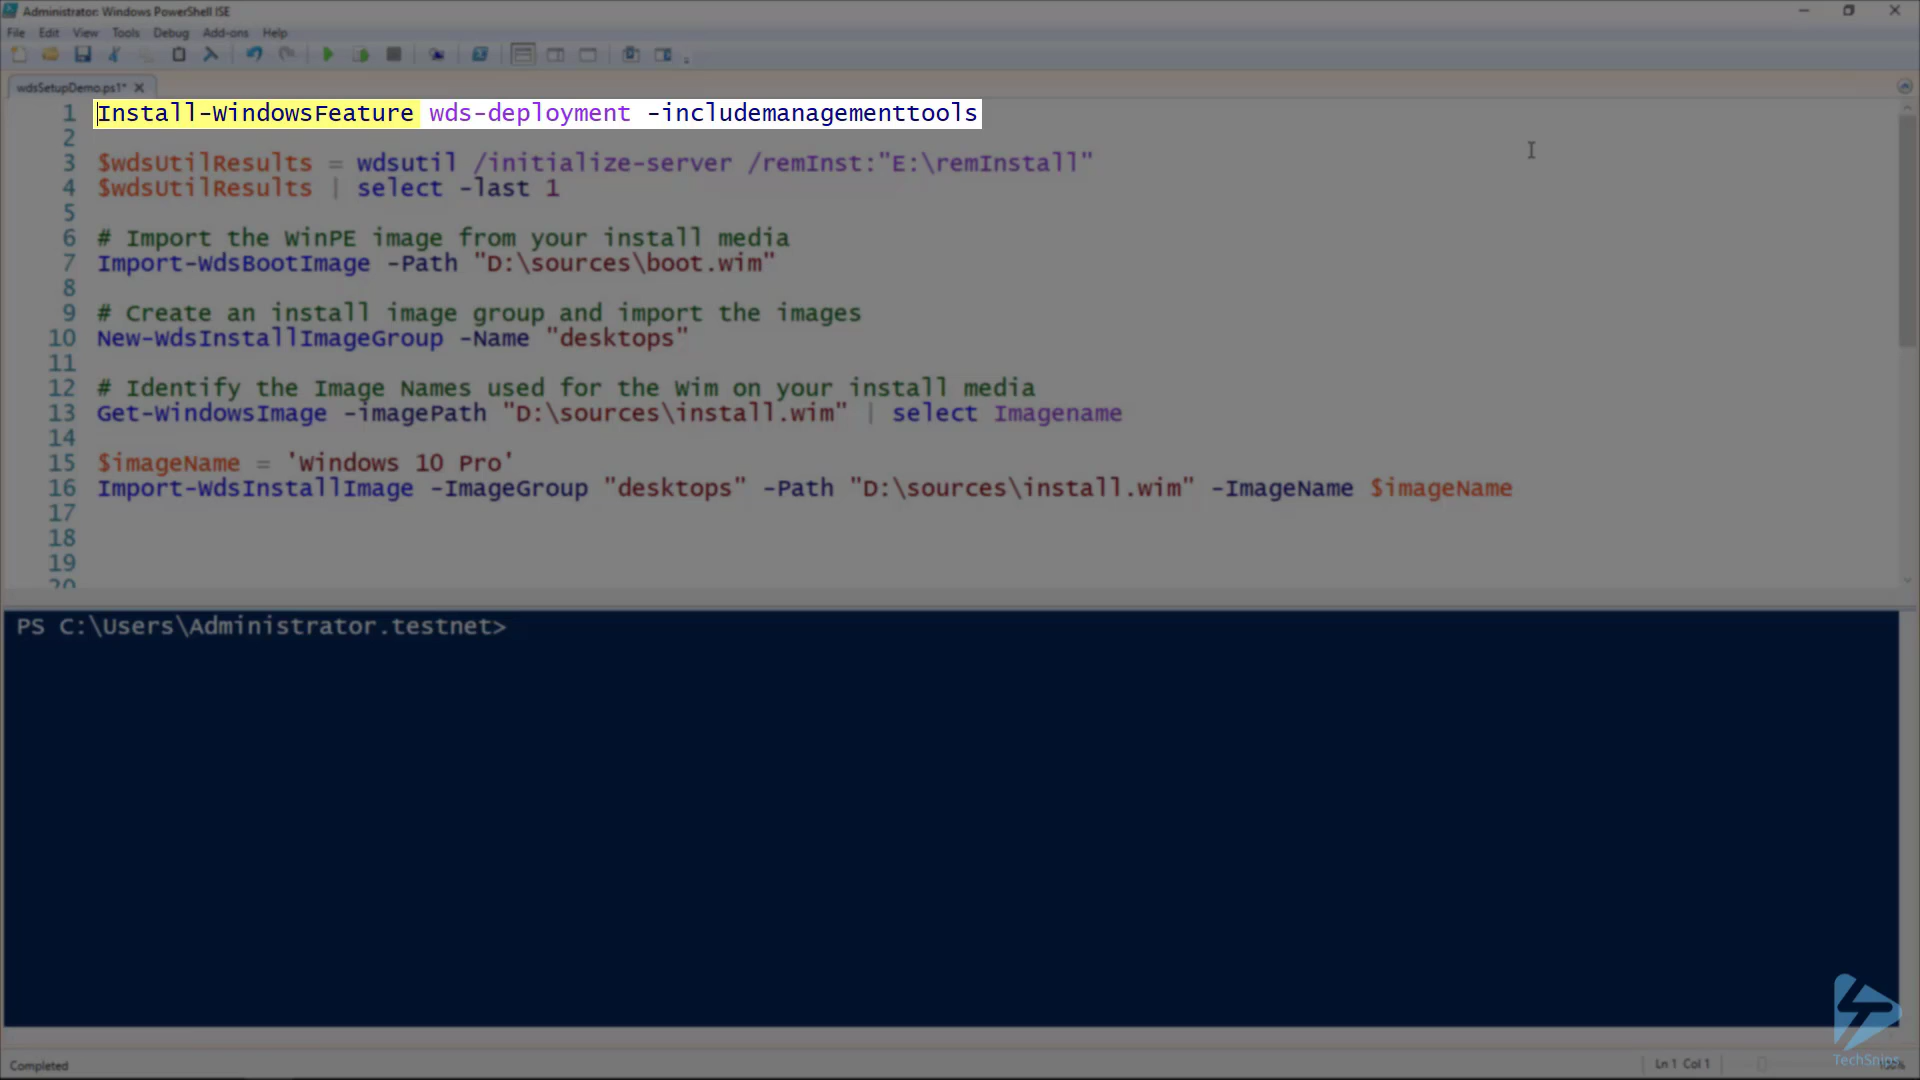 Administrator: Windows PowerShell ISE
File Edit View Tools Debug Add-ons Help
wdsSetupDemo.ps1* X
1 Install-WindowsFeature wds-deployment -includemanagementtools
2
3 $wdsUtilResults = wdsutil /initialize-server /remInst:"E:\remInstall"
4 $wdsUtilResults | select -last 1
5
6 # Import the WinPE image from your install media
7 Import-WdsBootImage -Path "D:\sources\boot.wim"
8
9 # Create an install image group and import the images
10 New-WdsInstallImageGroup -Name "desktops"
11
12 # Identify the Image Names used for the Wim on your install media
13 Get-WindowsImage -imagePath "D:\sources\install.wim" | select Imagename
14
15 $imageName = 'Windows 10 Pro'
16 Import-WdsInstallImage -ImageGroup "desktops" -Path "D:\sources\install.wim" -ImageName $imageName
17
18
19
20
PS C:\Users\Administrator.testnet>
TechSnips
Completed
Ln 1 Col 1